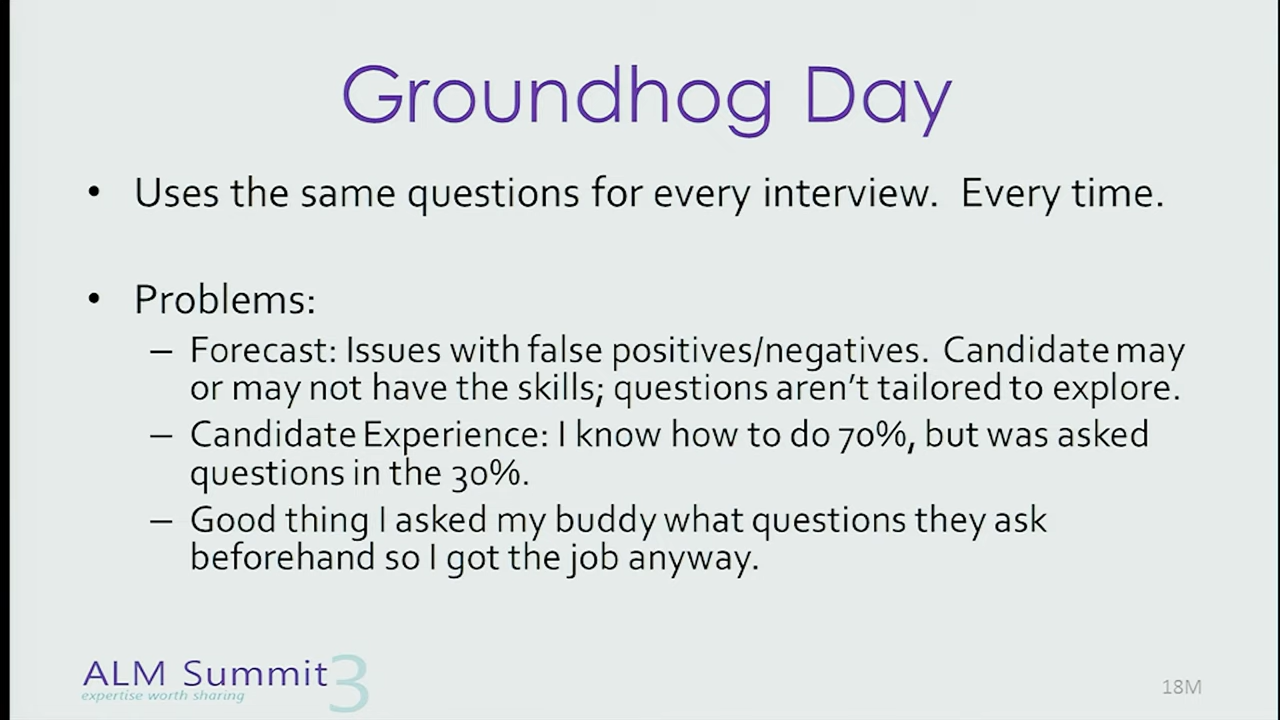 Groundhog Day
• Uses the same questions for every interview.  Every time.
• Problems:
– Forecast: Issues with false positives/negatives.  Candidate may
or may not have the skills; questions aren't tailored to explore.
– Candidate Experience: I know how to do 70%, but was asked
questions in the 30%.
– Good thing I asked my buddy what questions they ask
beforehand so I got the job anyway.
ALM Summit 3
expertise worth sharing
18M